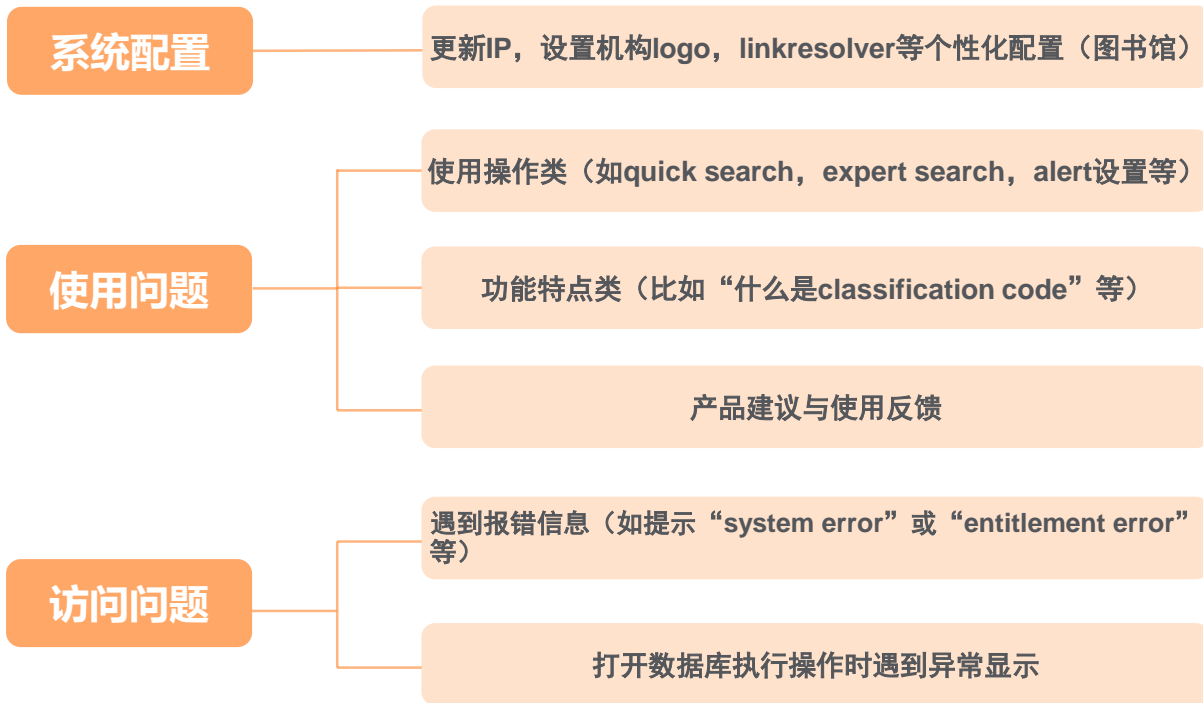 系统配置
更新IP，设置机构logo，linkresolver等个性化配置（图书馆）
使用问题
使用操作类（如quick search，expert search，alert设置等）
功能特点类（比如“什么是classification code”等）
产品建议与使用反馈
访问问题
遇到报错信息（如提示“system error”或“entitlement error”
等）
打开数据库执行操作时遇到异常显示